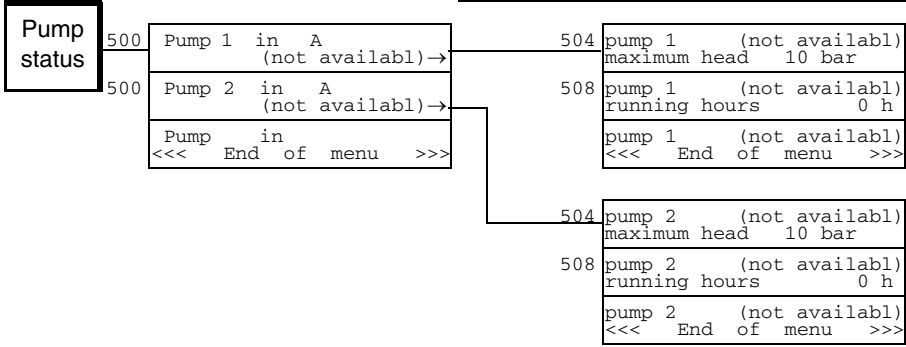 Pump
status
500 Pump 1 in A
(not availabl)→
500 Pump 2 in A
(not availabl)→
Pump in
<<< End of menu >>>
504 pump 1 (not availabl)
maximum head 10 bar
508 pump 1 (not availabl)
running hours 0 h
pump 1 (not availabl)
<<< End of menu >>>
504 pump 2 (not availabl)
maximum head 10 bar
508 pump 2 (not availabl)
running hours 0 h
pump 2 (not availabl)
<<< End of menu >>>